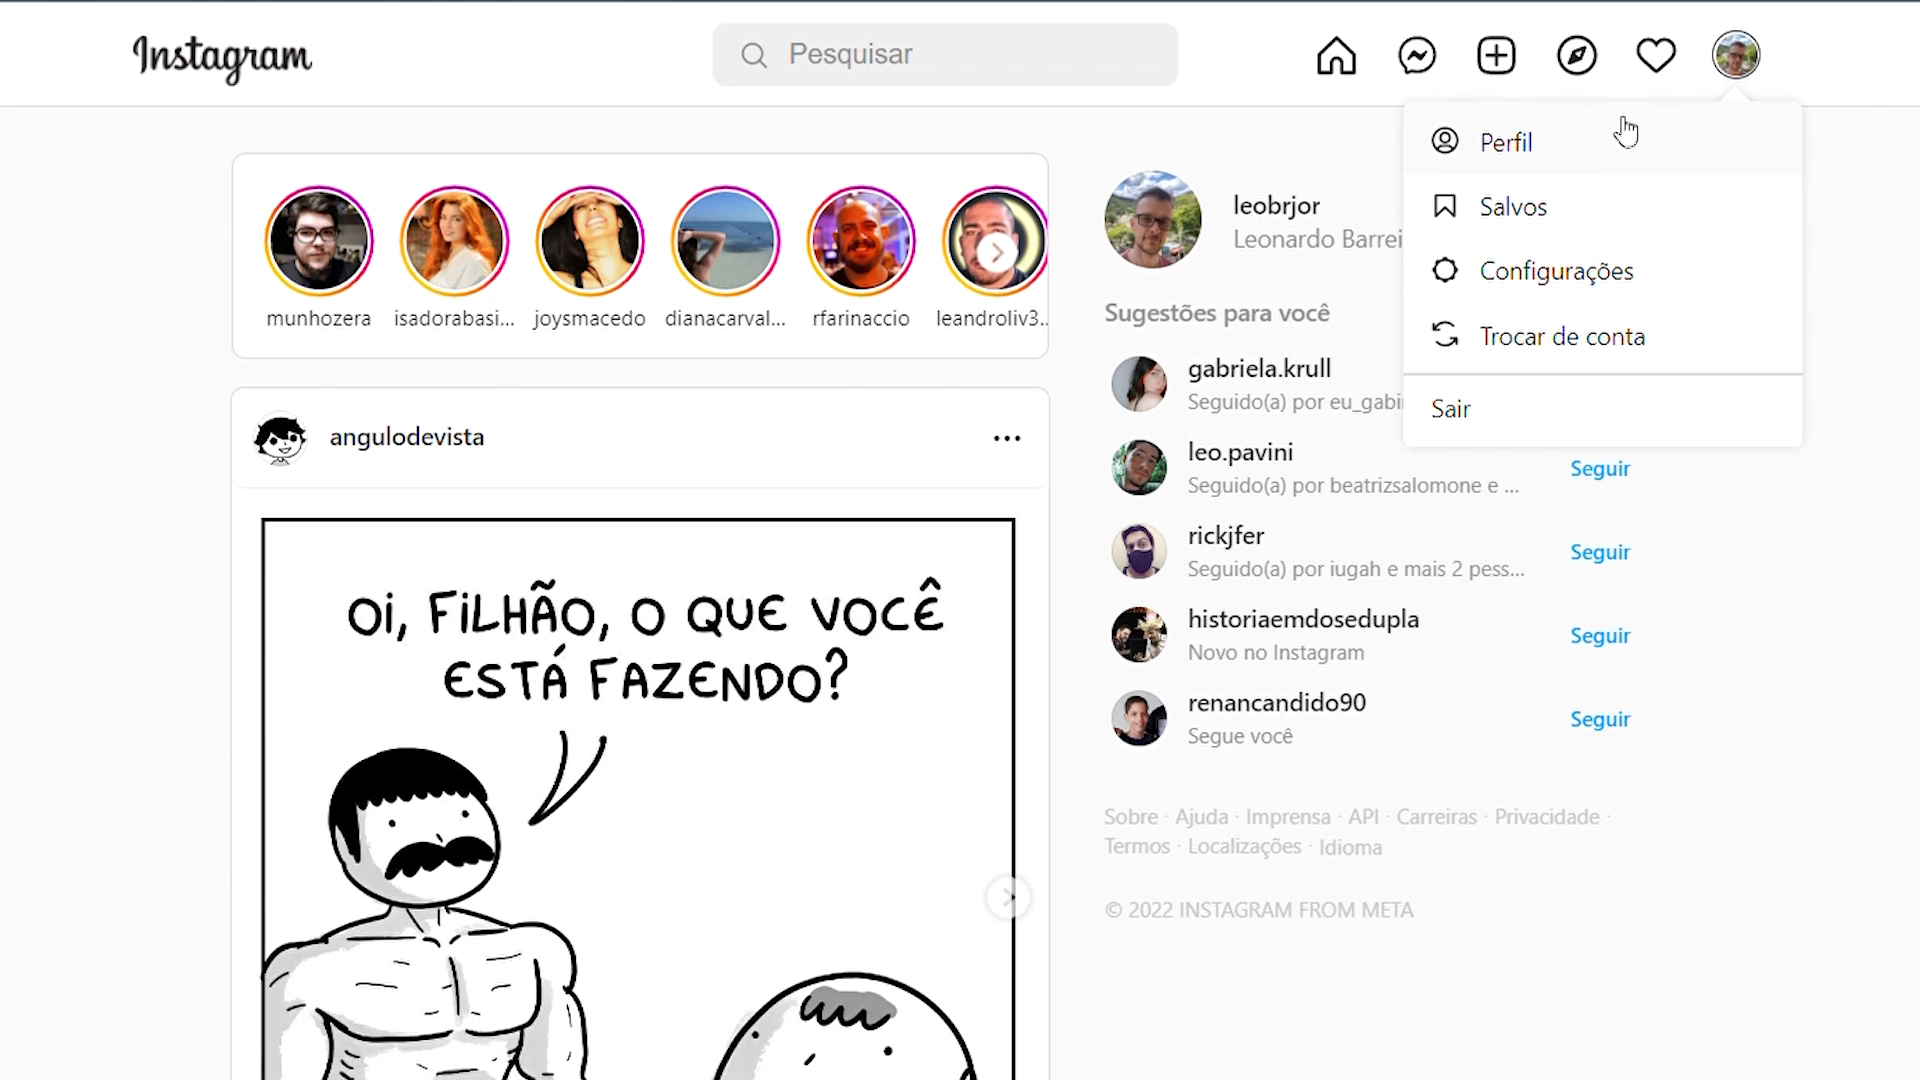 Instagram
Pesquisar
Perfil
Salvos
Configurações
Trocar de conta
Sair
munhozera
isadorabasi...
joysmacedo
dianacarval...
rfarinaccio
leandroliv3...
leobrjor
Leonardo Barrei
Sugestões para você
gabriela.krull
Seguido(a) por eu_gabi
leo.pavini
Seguido(a) por beatrizsalomone e ...
Seguir
rickjfer
Seguido(a) por iugah e mais 2 pess...
Seguir
historiaemdosedupla
Novo no Instagram
Seguir
renancandido90
Segue você
Seguir
Sobre · Ajuda · Imprensa · API · Carreiras · Privacidade ·
Termos · Localizações · Idioma
© 2022 INSTAGRAM FROM META
angulodevista
OI, FILHÃO, O QUE VOCÊ
ESTÁ FAZENDO?